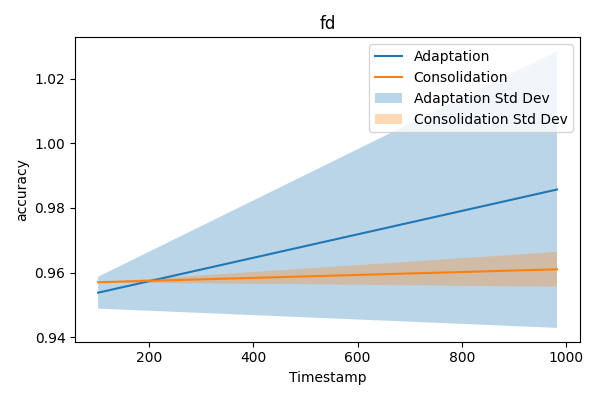 fd
Adaptation
Consolidation
Adaptation Std Dev
Consolidation Std Dev
accuracy
1.02
1.00
0.98
0.96
0.94
200
400
600
800
1000
Timestamp